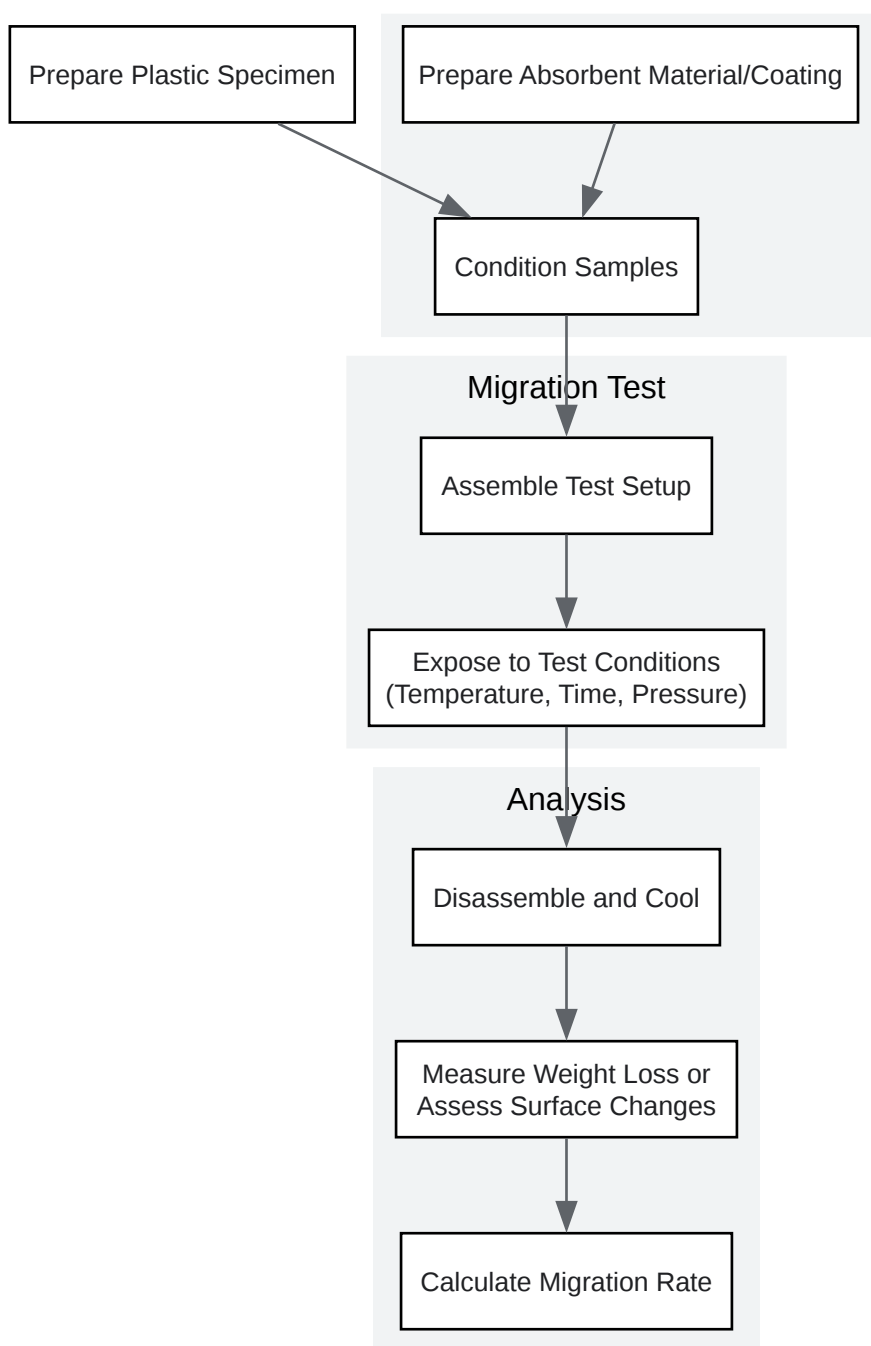 Prepare Plastic Specimen
Prepare Absorbent Material/Coating
Condition Samples
Migration Test
Assemble Test Setup
Expose to Test Conditions
(Temperature, Time, Pressure)
Analysis
Disassemble and Cool
Measure Weight Loss or
Assess Surface Changes
Calculate Migration Rate